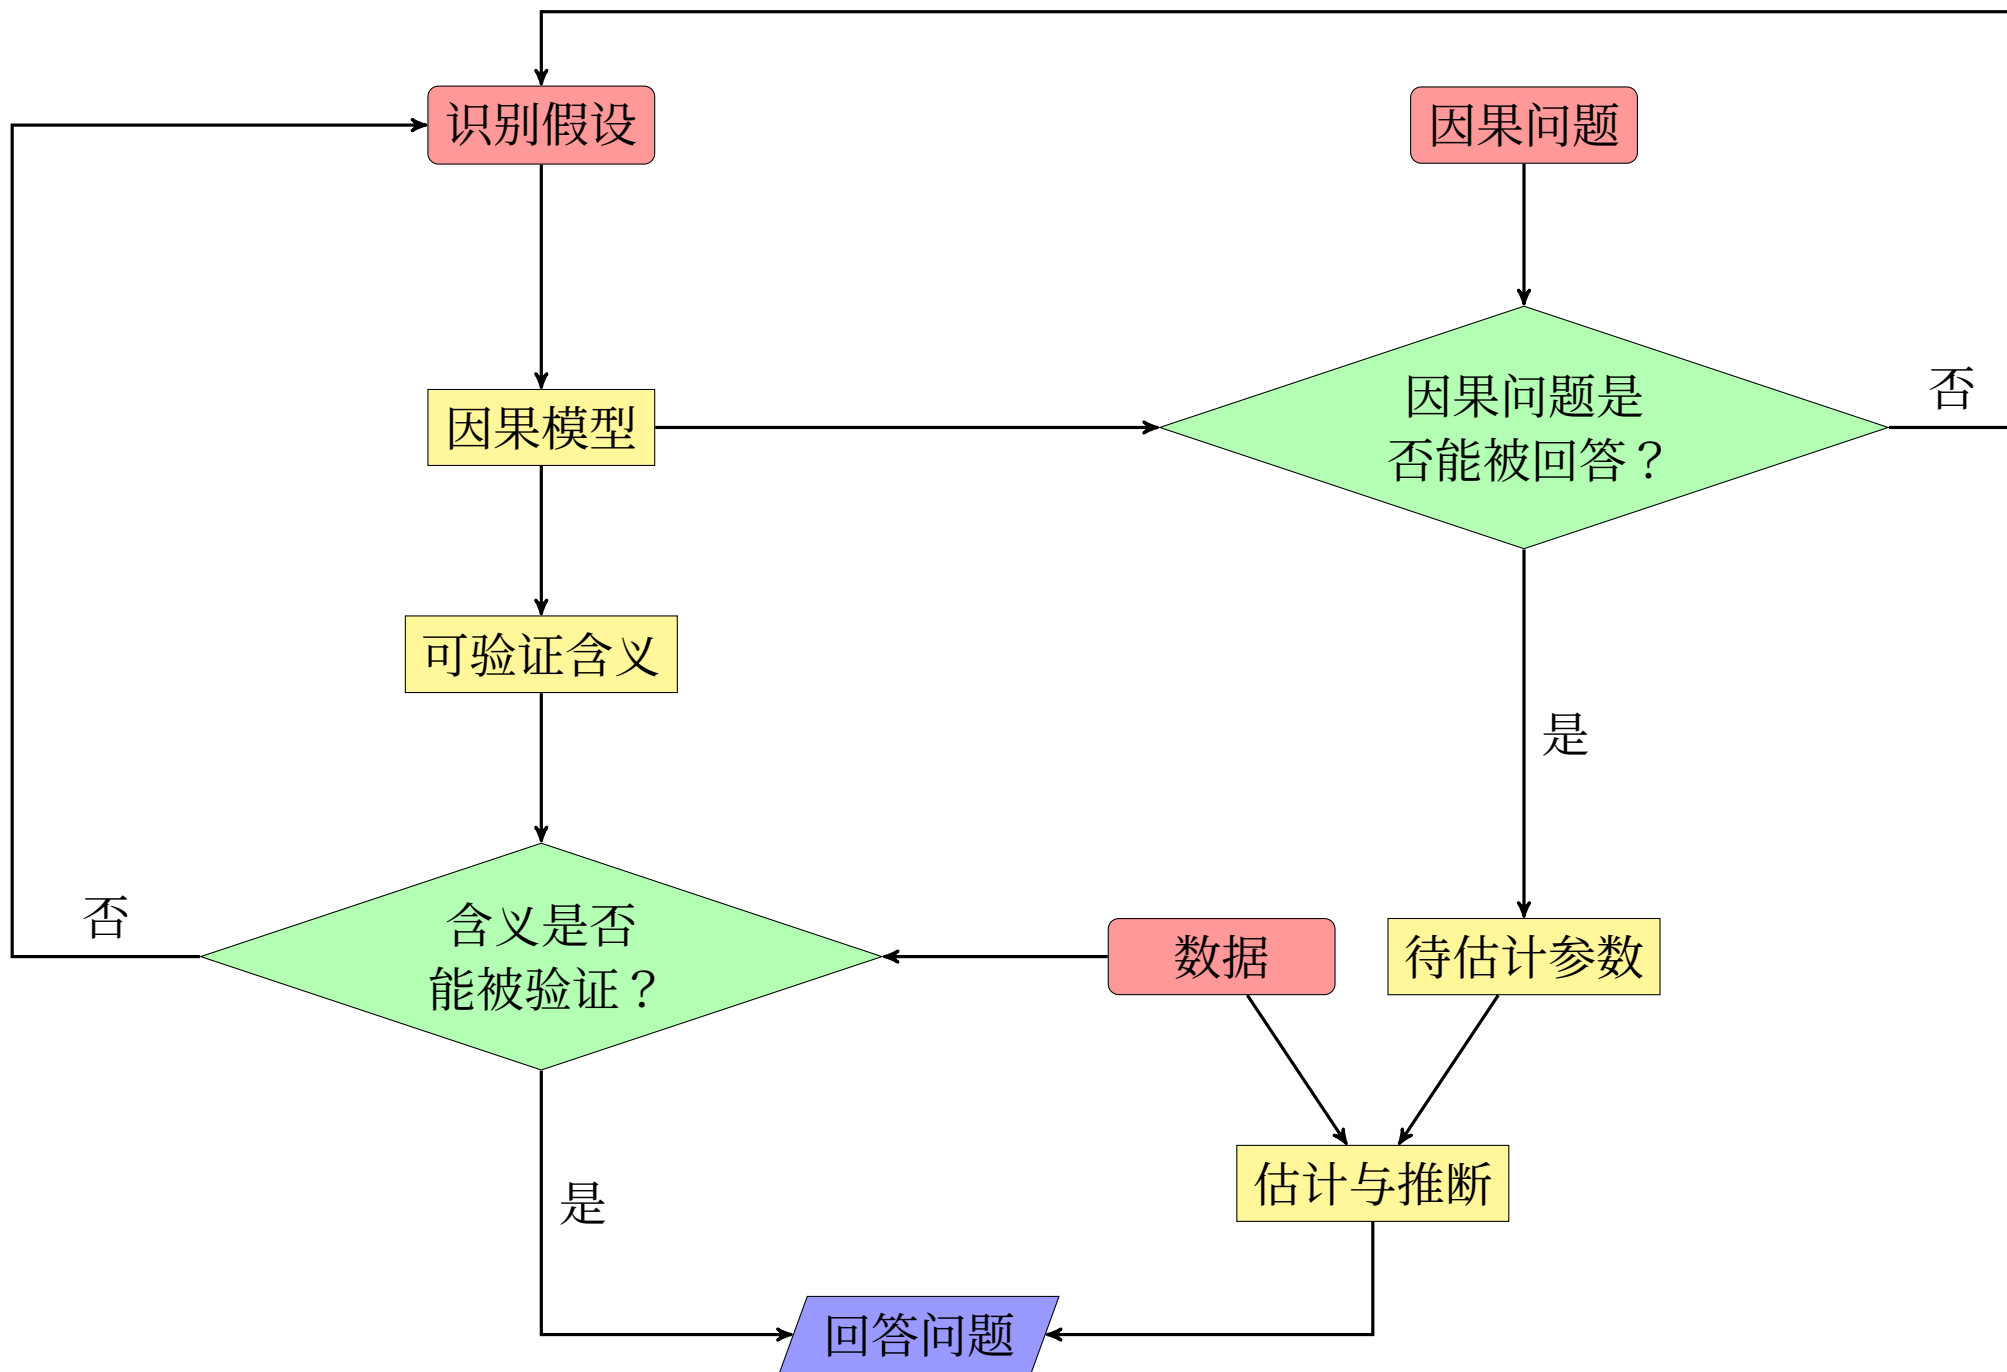 识别假设
因果问题
因果模型
因果问题是
否能被回答？
否
可验证含义
是
否
含义是否
能被验证？
数据
待估计参数
估计与推断
是
回答问题